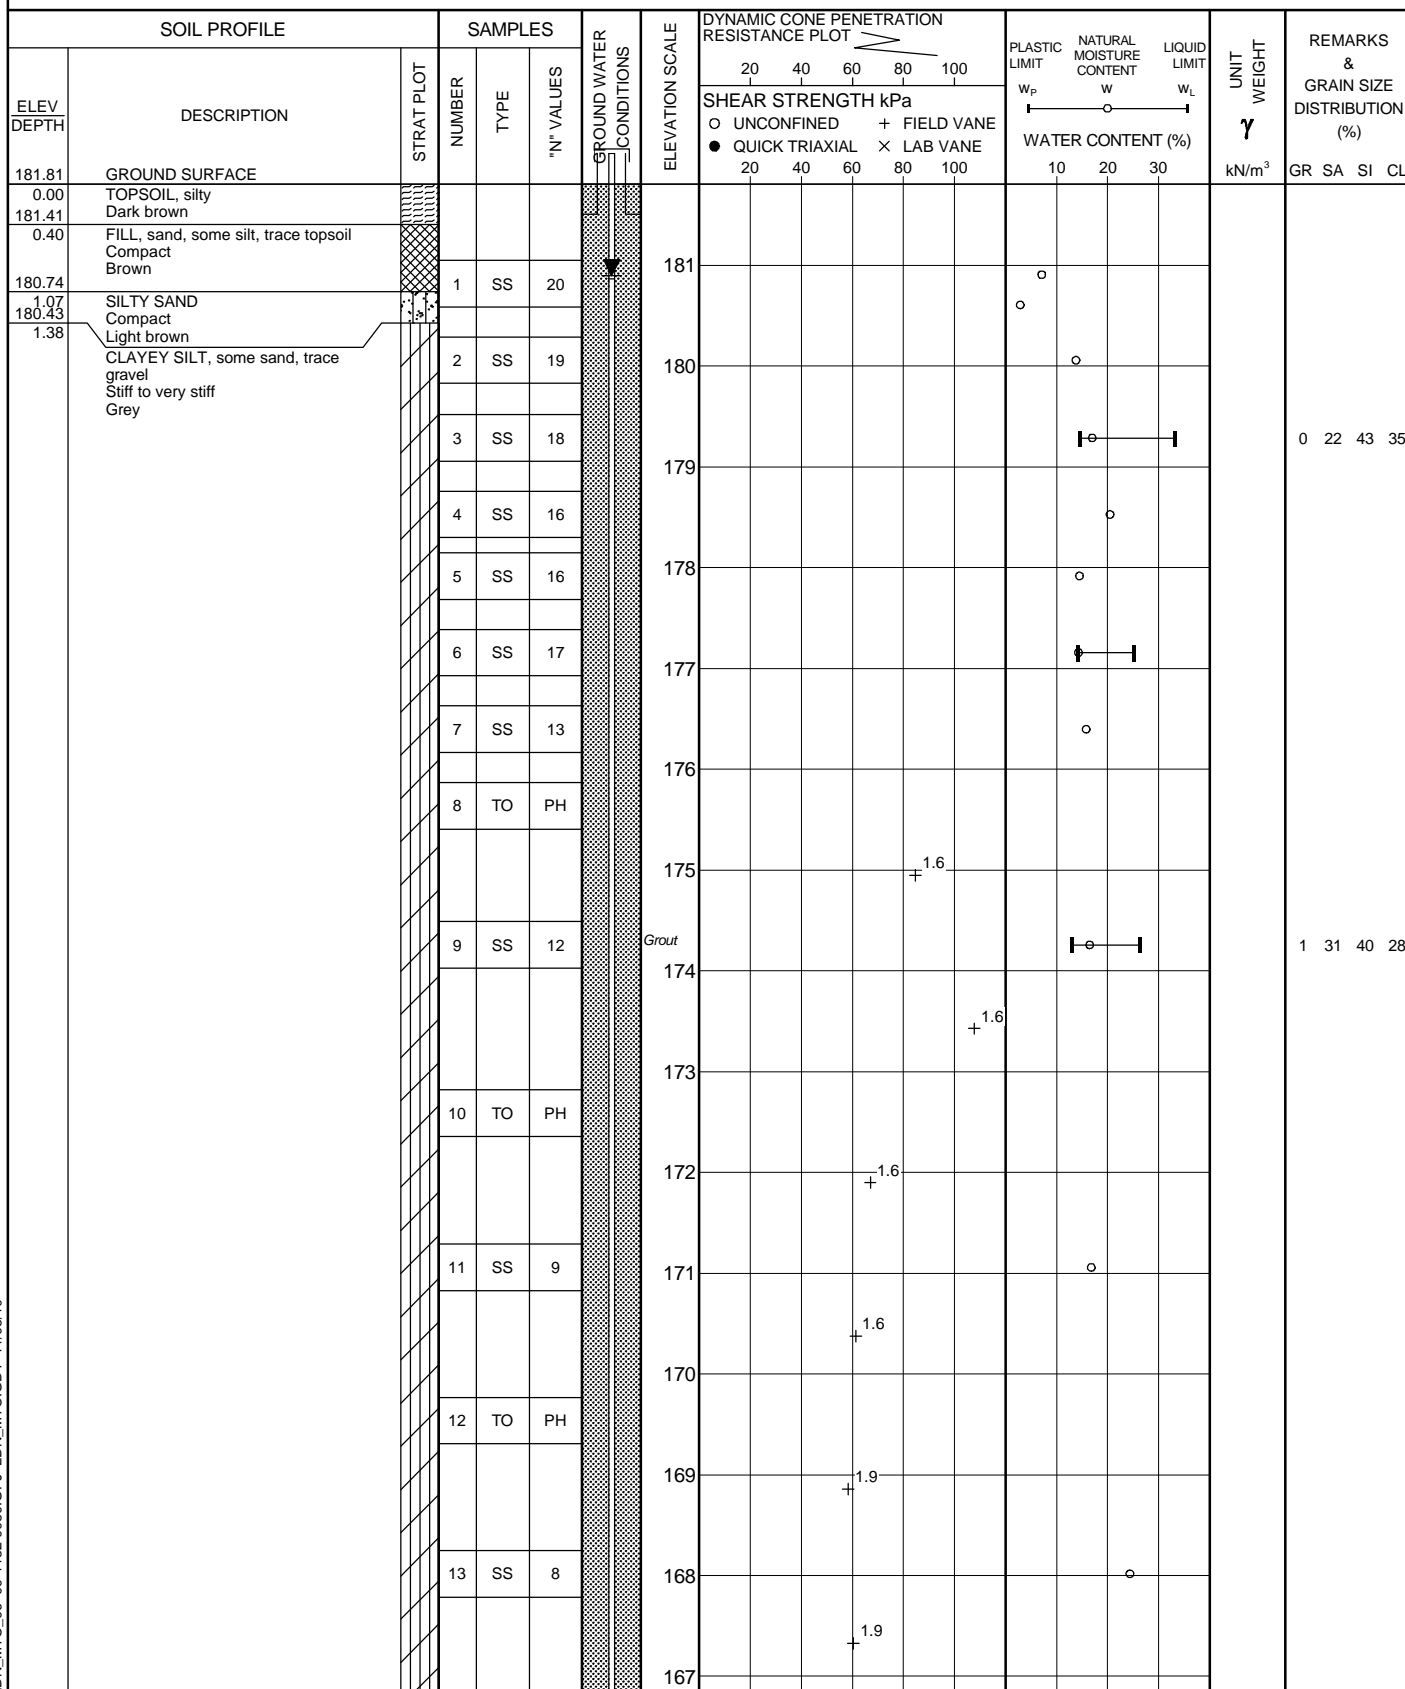 SOIL PROFILE
SAMPLES
GROUND WATER
CONDITIONS
ELEVATION SCALE
DYNAMIC CONE PENETRATION
RESISTANCE PLOT
20 40 60 80 100
SHEAR STRENGTH kPa
UNCONFINED + FIELD VANE
QUICK TRIAXIAL × LAB VANE
20 40 60 80 100
PLASTIC
LIMIT
NATURAL
MOISTURE
CONTENT
LIQUID
LIMIT
WP W WL
WATER CONTENT (%)
10 20 30
UNIT
WEIGHT
γ
kN/m³
REMARKS
&
GRAIN SIZE
DISTRIBUTION
(%)
GR SA SI CL
ELEV
DEPTH
DESCRIPTION
STRAT PLOT
NUMBER
TYPE
"N" VALUES
181.81 GROUND SURFACE
0.00 TOPSOIL, silty
Dark brown
181.41
0.40 FILL, sand, some silt, trace topsoil
Compact
Brown
180.74
1.07 SILTY SAND
180.43 Compact
1.38 Light brown
CLAYEY SILT, some sand, trace
gravel
Stiff to very stiff
Grey
181
1 SS 20
2 SS 19
180
3 SS 18
0 22 43 35
179
4 SS 16
178
5 SS 16
6 SS 17
177
7 SS 13
176
8 TO PH
175
1.6
9 SS 12
Grout
1 31 40 28
174
1.6
173
10 TO PH
172
1.6
11 SS 9
171
1.6
170
12 TO PH
169
1.9
13 SS 8
168
1.9
167